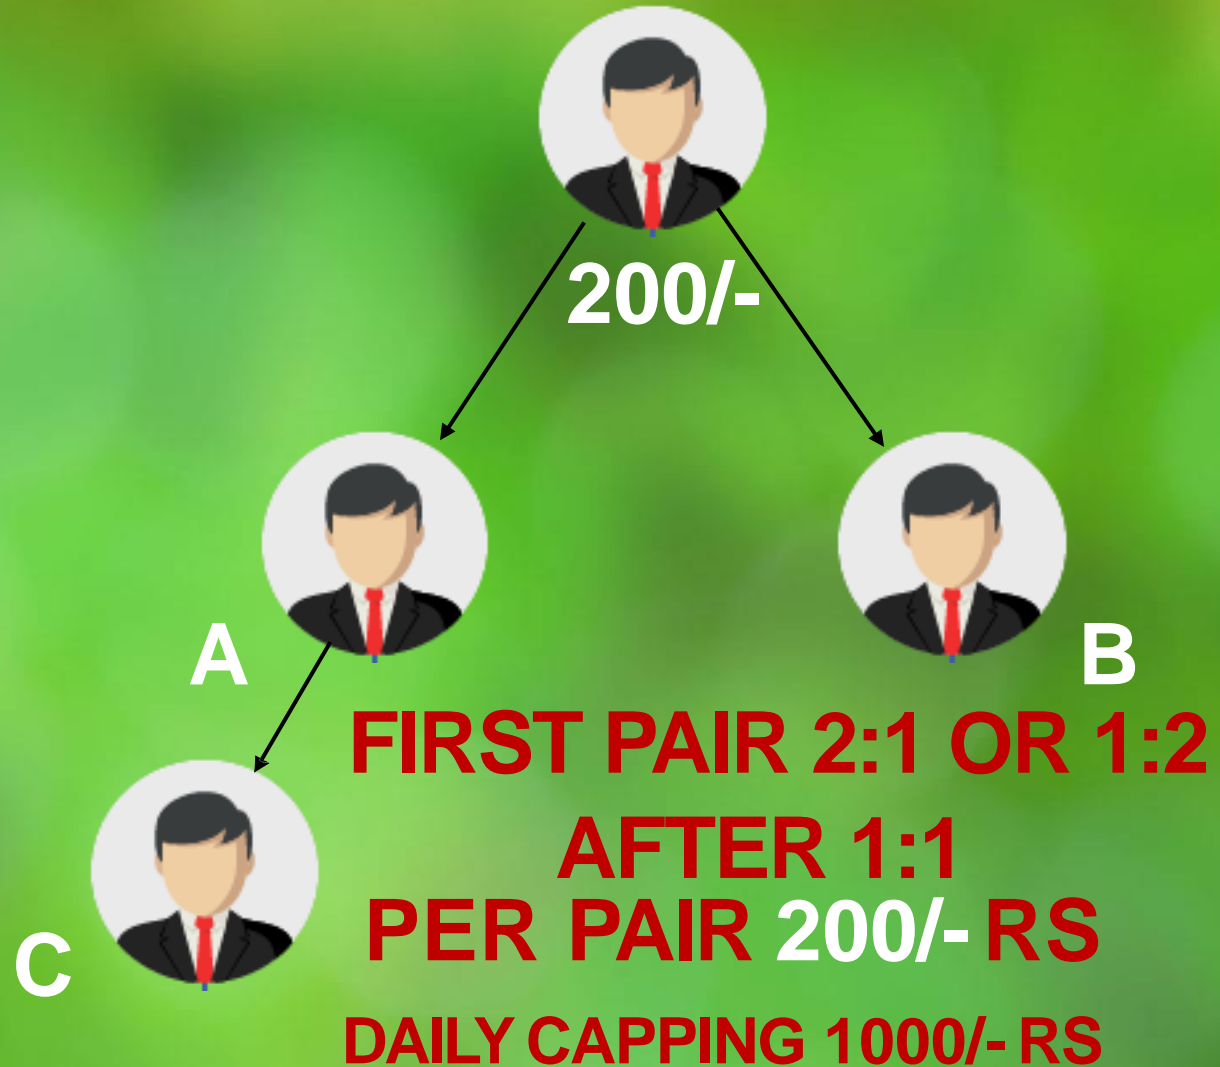 200/-
A
B
FIRST PAIR 2:1 OR 1:2
AFTER 1:1
PER PAIR 200/- RS
C
DAILY CAPPING 1000/- RS